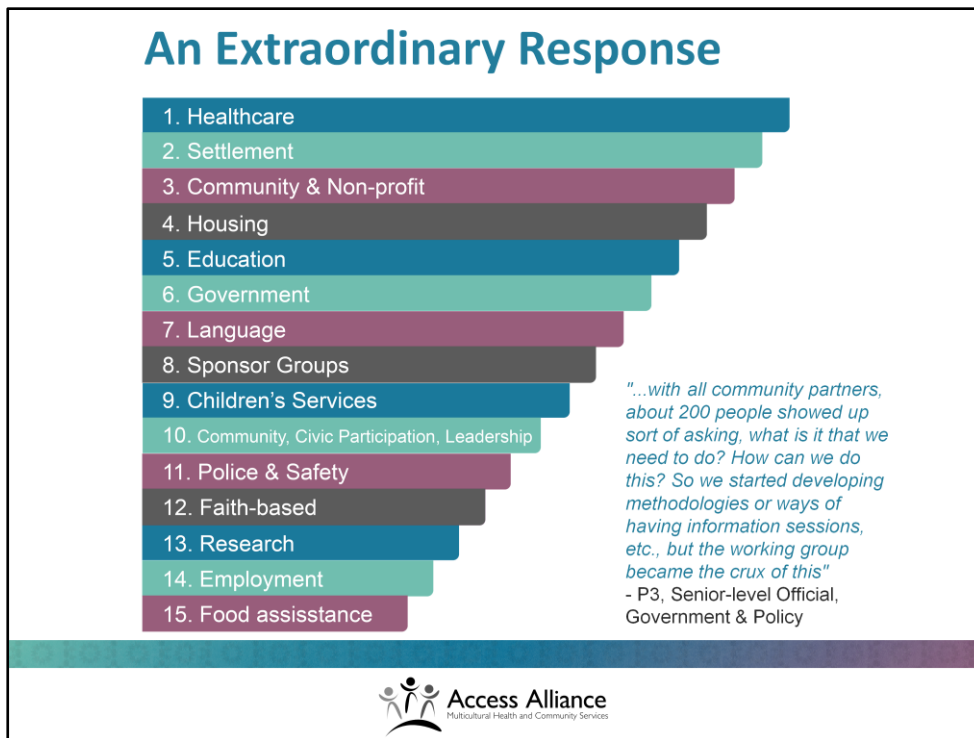 An Extraordinary Response
1. Healthcare
2. Settlement
3. Community & Non-profit
4. Housing
5. Education
6. Government
7. Language
8. Sponsor Groups
9. Children’s Services
10. Community, Civic Participation, Leadership
11. Police & Safety
12. Faith-based
13. Research
14. Employment
15. Food assisstance
"...with all community partners,
about 200 people showed up
sort of asking, what is it that we
need to do? How can we do
this? So we started developing
methodologies or ways of
having information sessions,
etc., but the working group
became the crux of this"
- P3, Senior-level Official,
Government & Policy
Access Alliance
Multicultural Health and Community Services